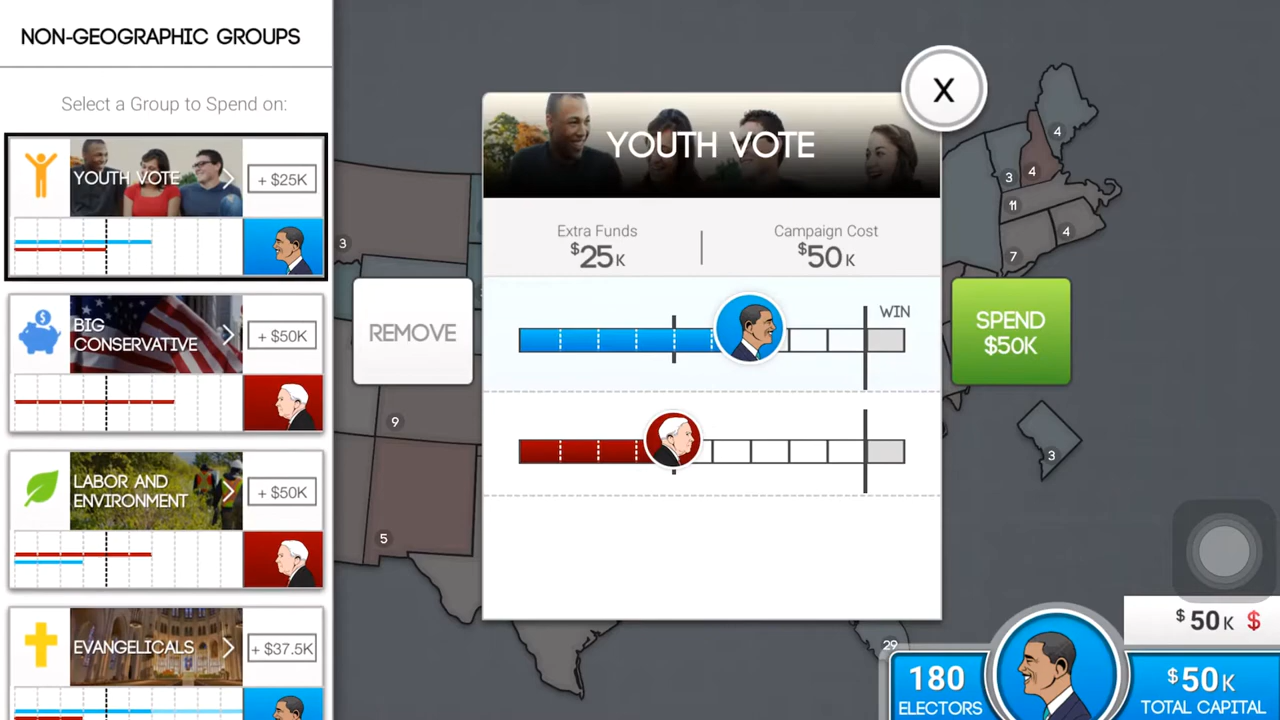 NON-GEOGRAPHIC GROUPS
Select a Group to Spend on:
YOUTH VOTE
+ $25K
BIG
CONSERVATIVE
+ $50K
LABOR AND
ENVIRONMENT
+ $50K
EVANGELICALS
+ $37.5K
X
YOUTH VOTE
Extra Funds
$25K
Campaign Cost
$50K
WIN
REMOVE
SPEND
$50K
3
9
5
4
3
4
11
4
7
3
29
$50K $
180
ELECTORS
$50K
TOTAL CAPITAL